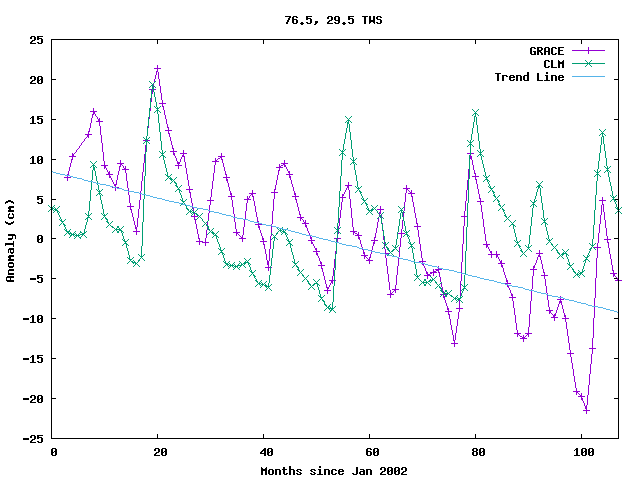 76.5, 29.5 TWS
GRACE
CLM
Trend Line
25
20
15
10
5
0
-5
-10
-15
-20
-25
Anomaly (cm)
0 20 40 60 80 100
Months since Jan 2002